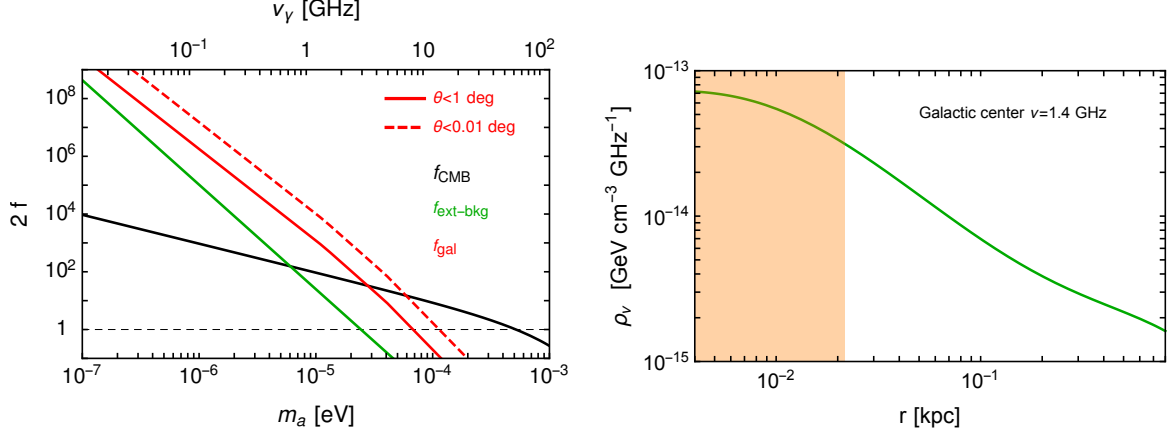 ν_γ [GHz]
10^-1 1 10 10^2
2 f
10^8
10^6
10^4
10^2
1
θ<1 deg
θ<0.01 deg
f_CMB
f_ext-bkg
f_gal
10^-7 10^-6 10^-5 10^-4 10^-3
m_a [eV]
ρ_ν [GeV cm^-3 GHz^-1]
10^-13
10^-14
10^-15
Galactic center ν=1.4 GHz
10^-2 10^-1
r [kpc]